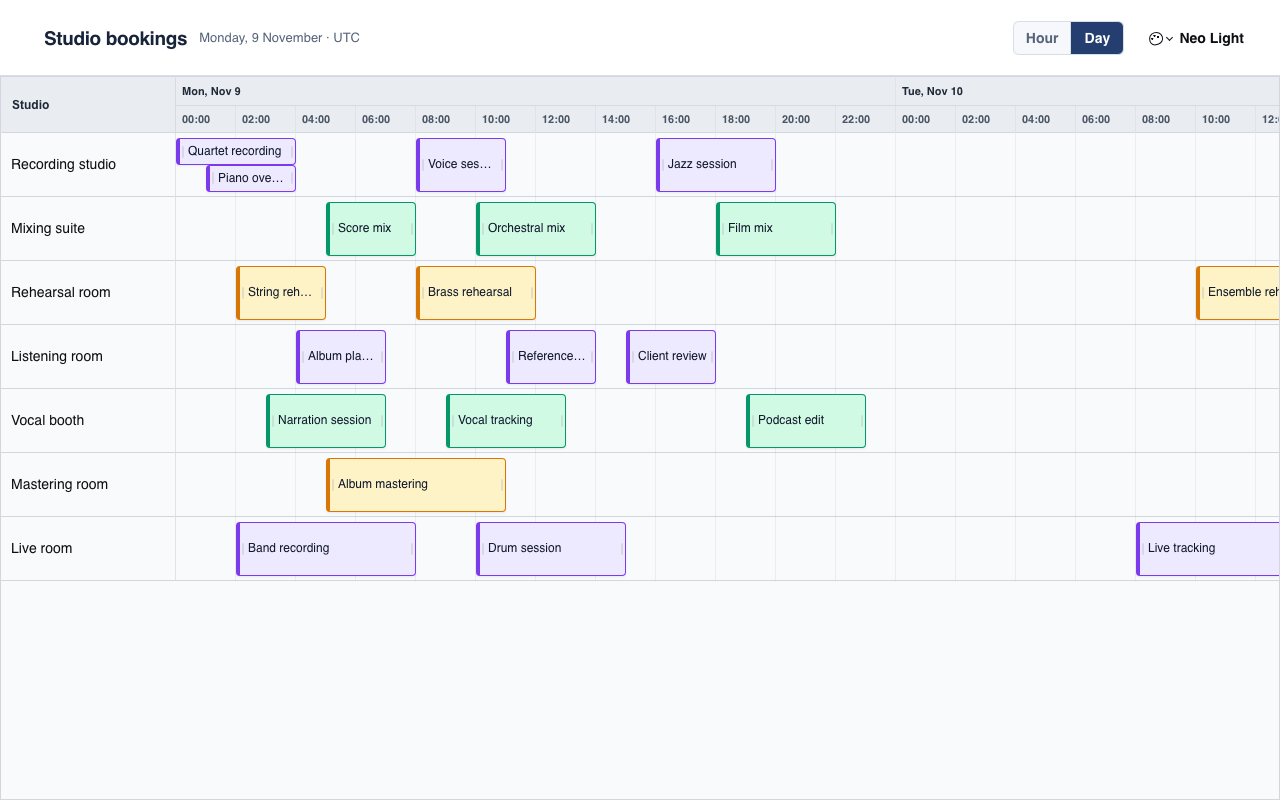 Studio bookings Monday, 9 November · UTC Hour Day Neo Light
Studio Mon, Nov 9 Tue, Nov 10
00:00 02:00 04:00 06:00 08:00 10:00 12:00 14:00 16:00 18:00 20:00 22:00 00:00 02:00 04:00 06:00 08:00 10:00
Recording studio Quartet recording Piano ove… Voice ses… Jazz session
Mixing suite Score mix Orchestral mix Film mix
Rehearsal room String reh… Brass rehearsal Ensemble reh
Listening room Album pla… Reference… Client review
Vocal booth Narration session Vocal tracking Podcast edit
Mastering room Album mastering
Live room Band recording Drum session Live tracking